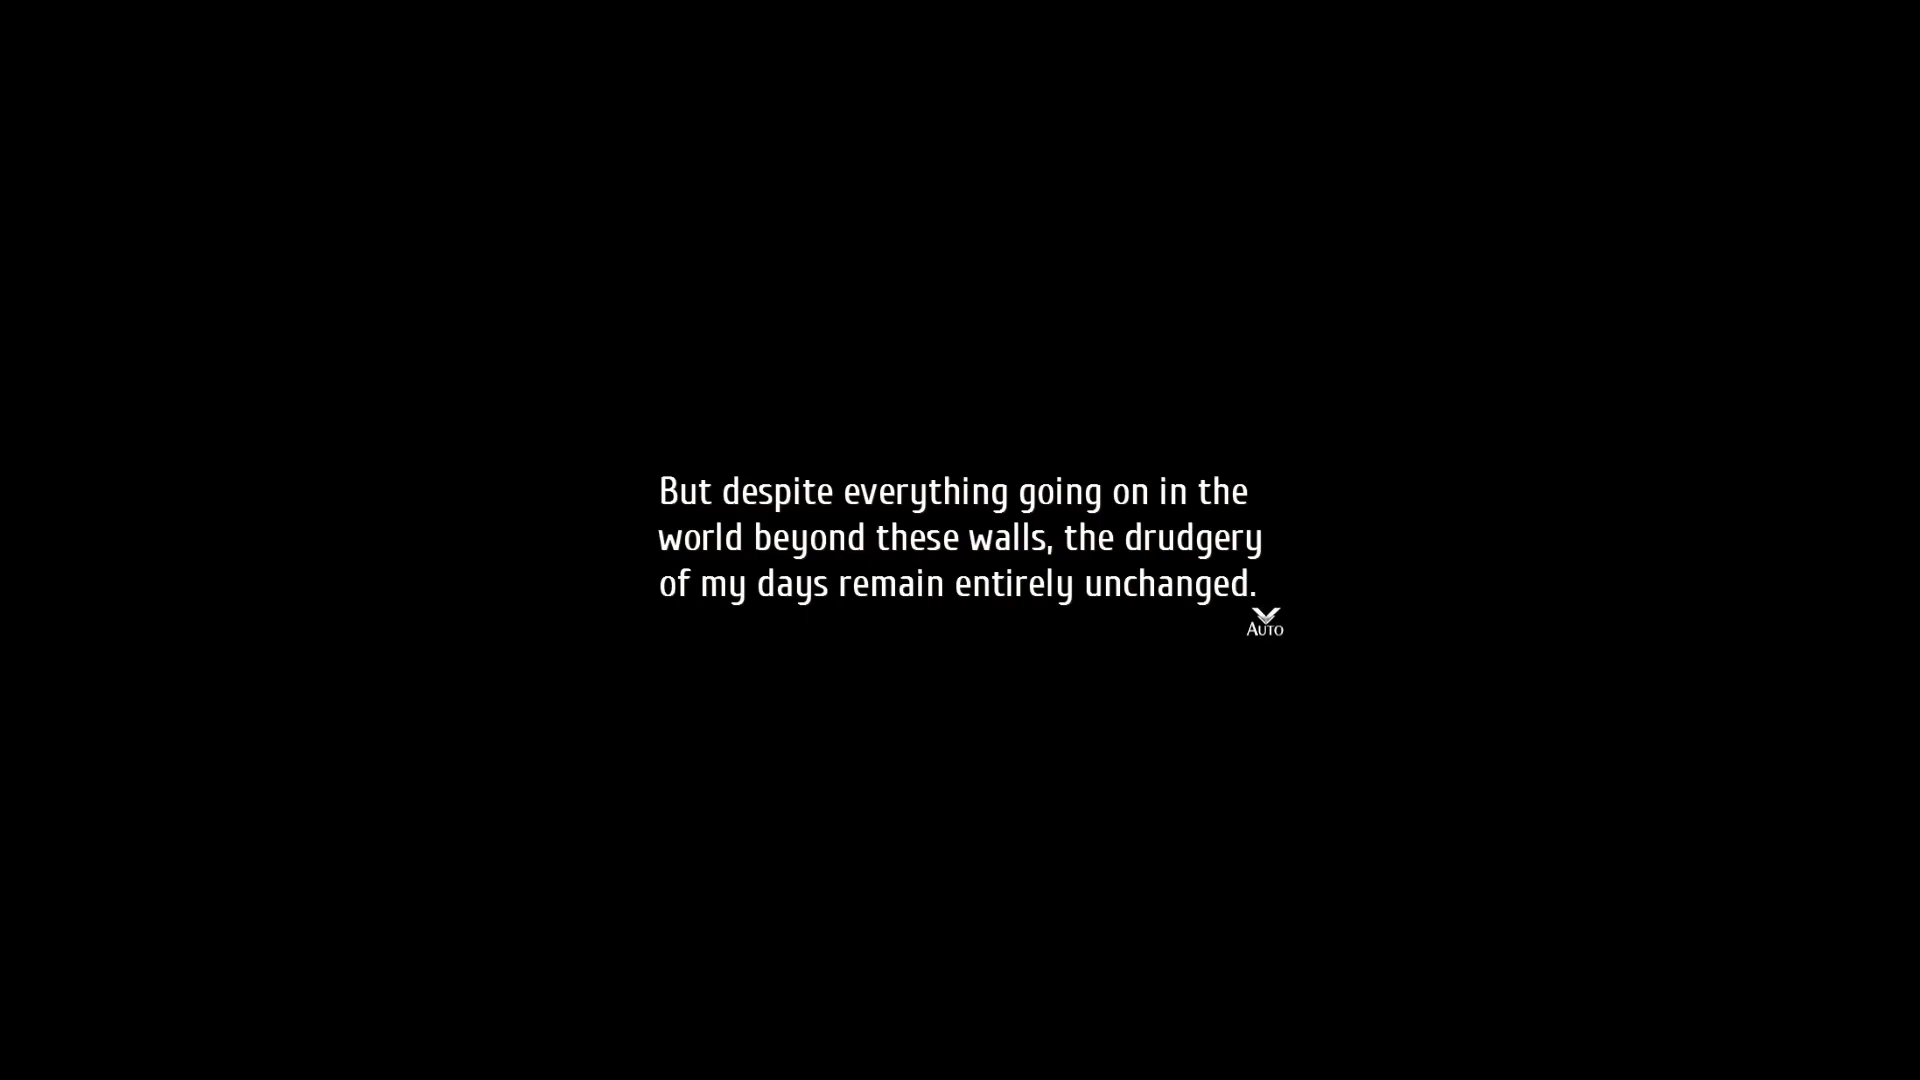 But despite everything going on in the
world beyond these walls, the drudgery
of my days remain entirely unchanged.
AUTO